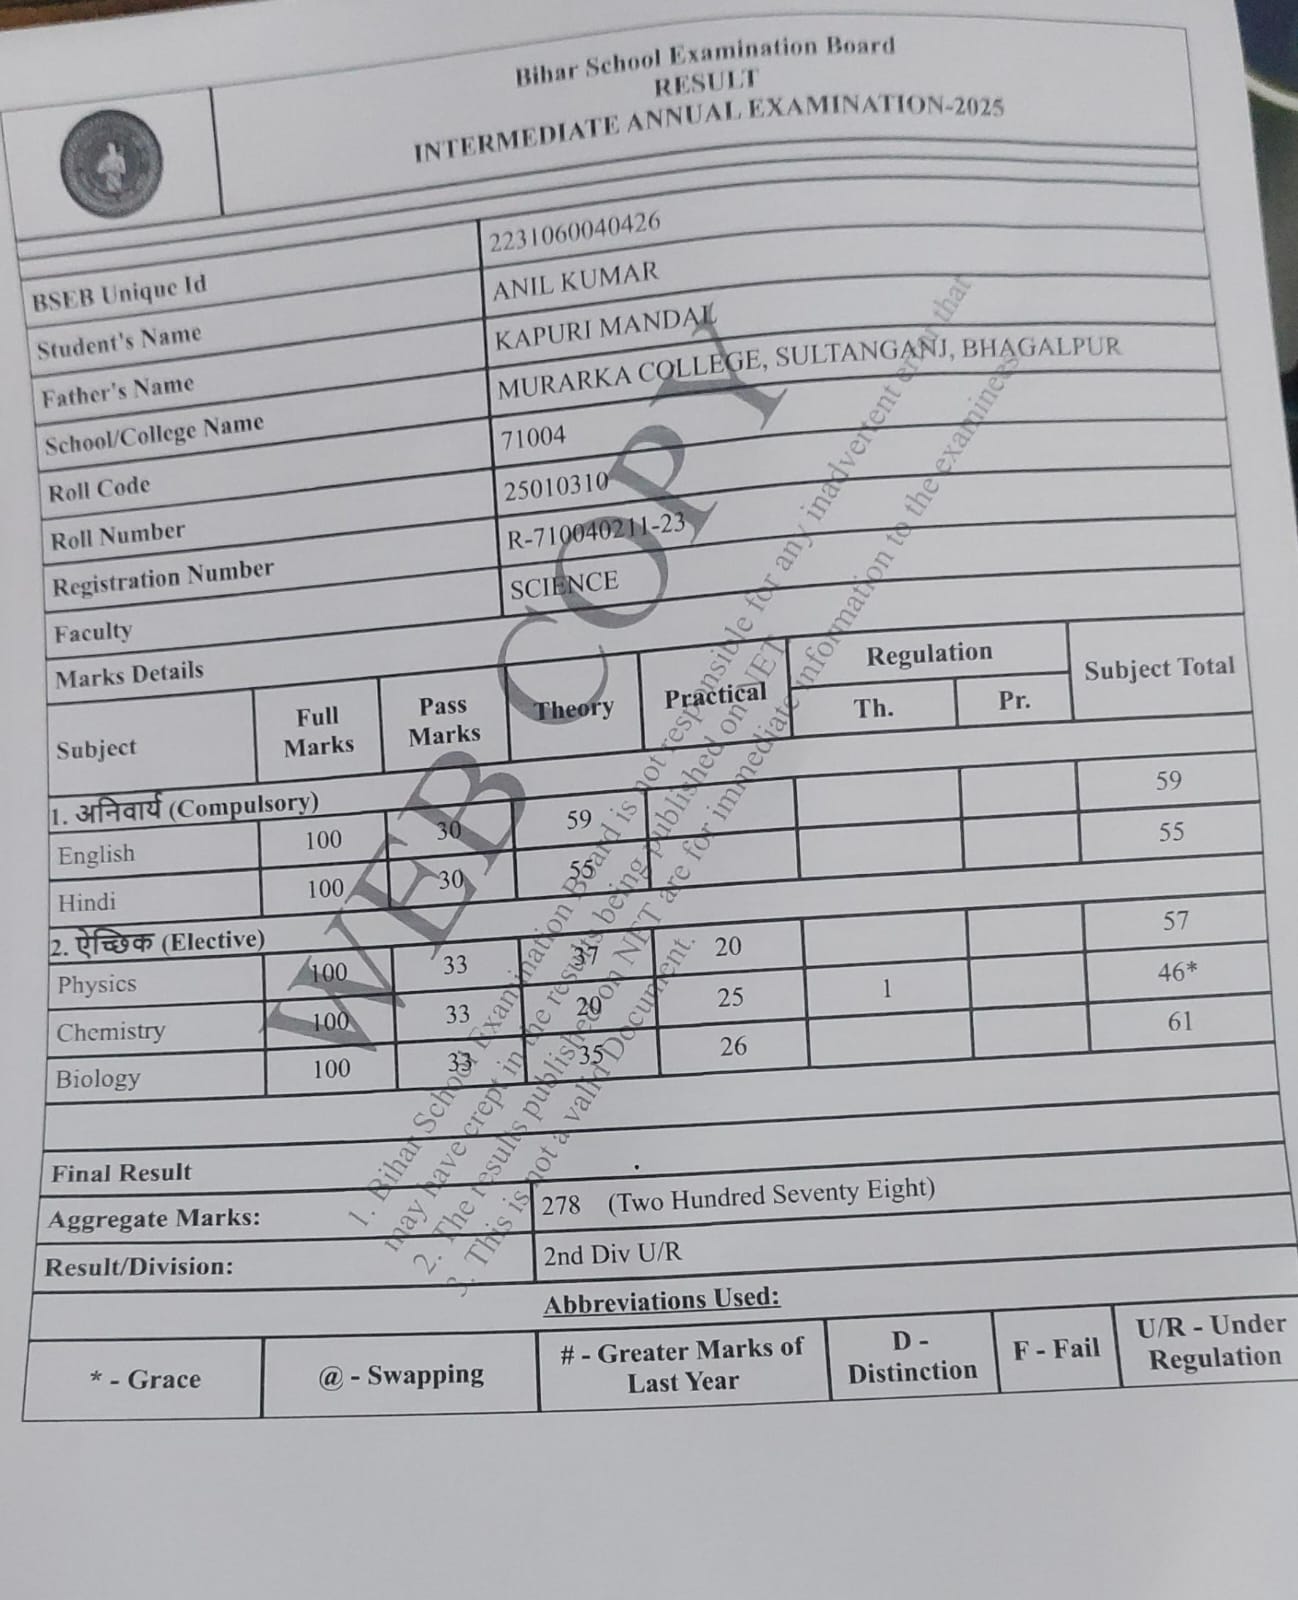 Bihar School Examination Board
RESULT
INTERMEDIATE ANNUAL EXAMINATION-2025
BSEB Unique Id 2231060040426
Student's Name ANIL KUMAR
Father's Name KAPURI MANDAL
School/College Name MURARKA COLLEGE, SULTANGANJ, BHAGALPUR
Roll Code 71004
Roll Number 25010310
Registration Number R-710040211-23
Faculty SCIENCE
Marks Details
Subject Full Marks Pass Marks Theory Practical Regulation Th. Pr. Subject Total
1. अनिवार्य (Compulsory)
English 100 30 59 59
Hindi 100 30 55 55
2. ऐच्छिक (Elective)
Physics 100 33 37 20 57
Chemistry 100 33 20 25 1 46*
Biology 100 33 35 26 61
Final Result
Aggregate Marks: 278 (Two Hundred Seventy Eight)
Result/Division: 2nd Div U/R
Abbreviations Used:
* - Grace @ - Swapping # - Greater Marks of Last Year D - Distinction F - Fail U/R - Under Regulation
WEB COPY
1. Bihar School Examination Board is not responsible for any inadvertent error that
may have crept in the results being published on NET.
2. The results published on NET are for immediate information to the examinees.
3. This is not a valid Document.